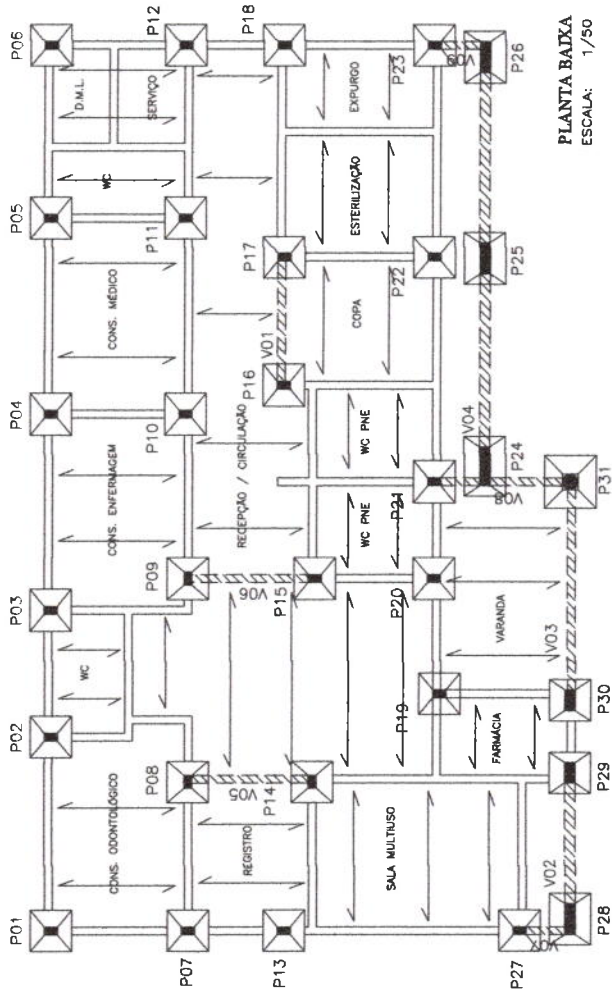 P01
P02
P03
P04
P05
P06
CONS. ODONTOLÓGICO
WC
CONS. ENFERMAGEM
CONS. MÉDICO
WC
D.M.L.
SERVIÇO
P07
P08
P09
P10
P11
P12
REGISTRO
V05
V06
RECEPÇÃO / CIRCULAÇÃO
V01
P13
P14
P15
P16
P17
P18
SALA MULTIUSO
WC PNE
WC PNE
COPA
ESTERILIZAÇÃO
EXPURGO
P19
P20
P21
P22
P23
FARMÁCIA
VARANDA
V08
V04
V09
P24
P25
P26
P27
V07
V02
V03
P28
P29
P30
P31
PLANTA BAIXA
ESCALA: 1/50